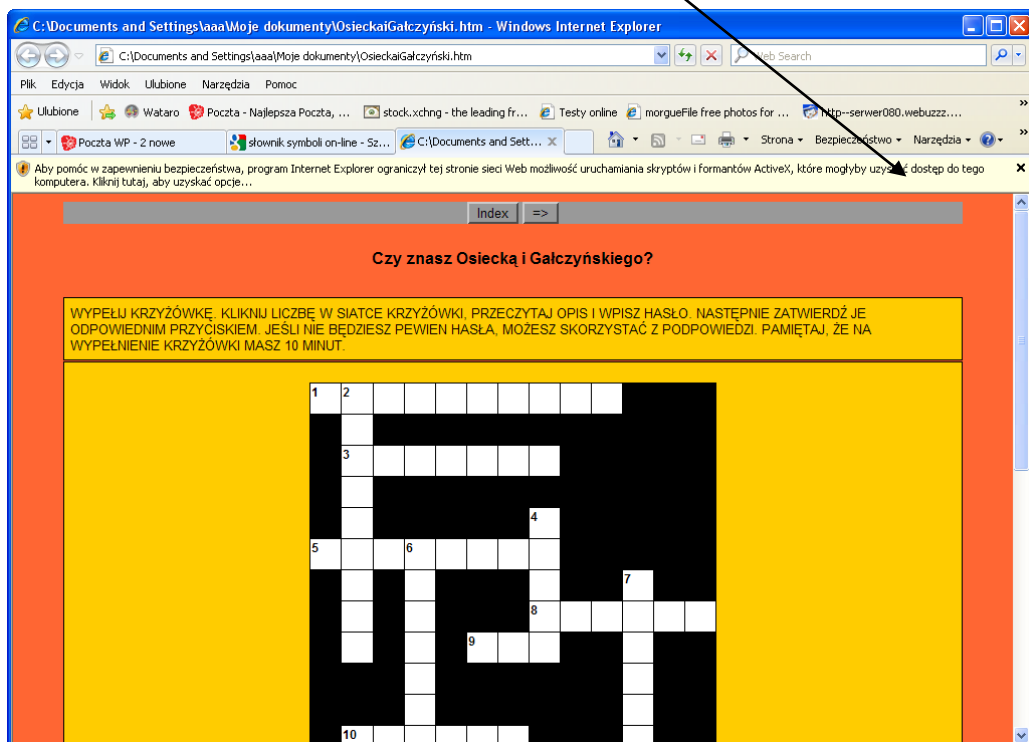 C:\Documents and Settings\aaa\Moje dokumenty\OsieckaiGałczyński.htm - Windows Internet Explorer
C:\Documents and Settings\aaa\Moje dokumenty\OsieckaiGałczyński.htm Web Search
Plik Edycja Widok Ulubione Narzędzia Pomoc
Ulubione Wataro Poczta - Najlepsza Poczta, ... stock.xchng - the leading fr... Testy online morgueFile free photos for ... http--serwer080.webuzzz....
Poczta WP - 2 nowe słownik symboli on-line - Sz... C:\Documents and Sett... Strona Bezpieczeństwo Narzędzia
Aby pomóc w zapewnieniu bezpieczeństwa, program Internet Explorer ograniczył tej stronie sieci Web możliwość uruchamiania skryptów i formantów ActiveX, które mogłyby uzyskać dostęp do tego
komputera. Kliknij tutaj, aby uzyskać opcje...
Index =>
Czy znasz Osiecką i Gałczyńskiego?
WYPEŁIJ KRZYŻÓWKĘ. KLIKNIJ LICZBĘ W SIATCE KRZYŻÓWKI, PRZECZYTAJ OPIS I WPISZ HASŁO. NASTĘPNIE ZATWIERDŹ JE
ODPOWIEDNIM PRZYCISKIEM. JEŚLI NIE BĘDZIESZ PEWIEN HASŁA, MOŻESZ SKORZYSTAĆ Z PODPOWIEDZI. PAMIĘTAJ, ŻE NA
WYPEŁNIENIE KRZYŻÓWKI MASZ 10 MINUT.
1 2
3
4
5 6
7
8
9
10